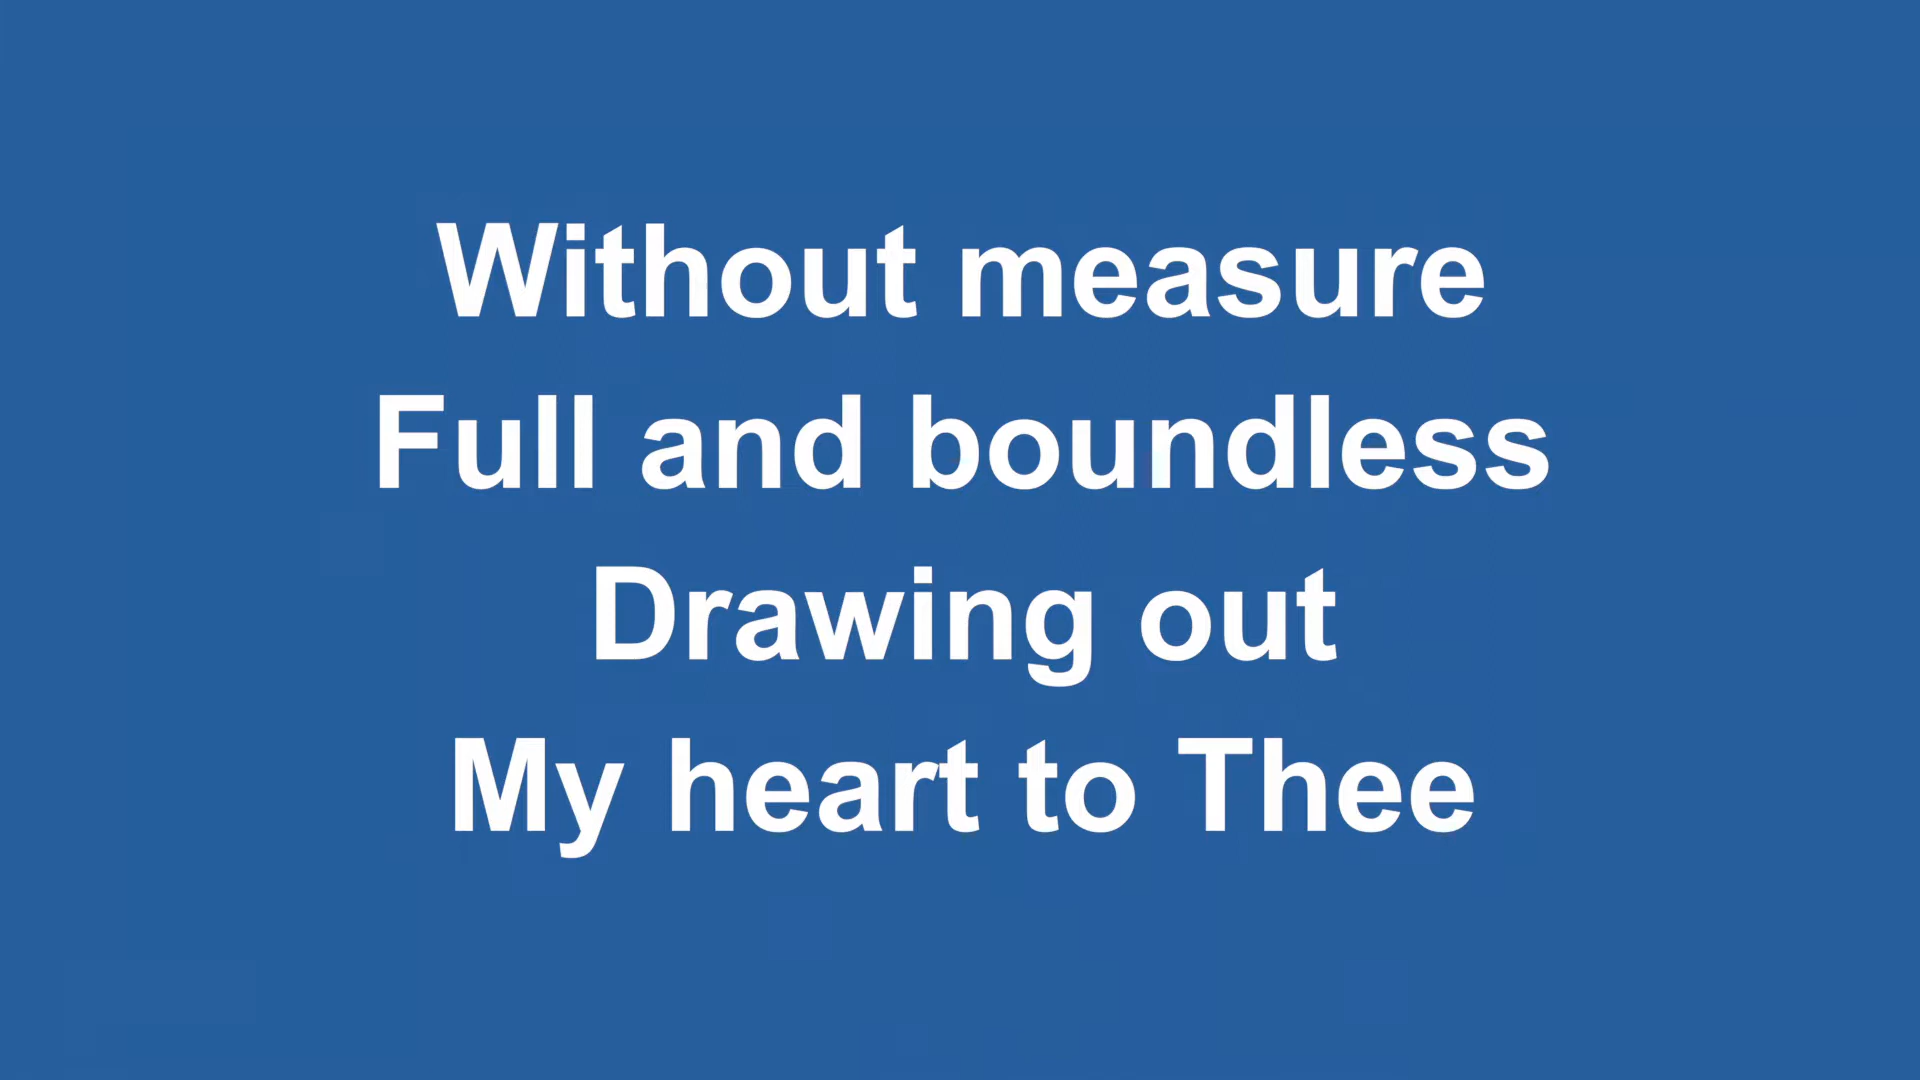 Without measure
Full and boundless
Drawing out
My heart to Thee